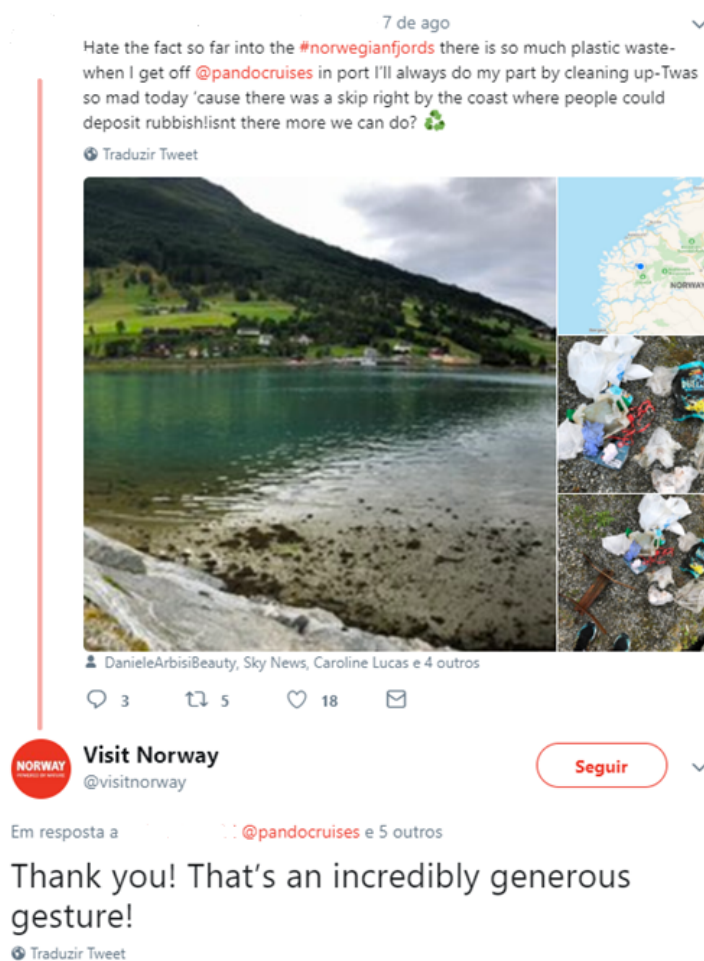 7 de ago
Hate the fact so far into the #norwegianfjords there is so much plastic waste-
when I get off @pandocruises in port I'll always do my part by cleaning up-Twas
so mad today 'cause there was a skip right by the coast where people could
deposit rubbish!isnt there more we can do?
Traduzir Tweet
NORWAY
DanieleArbisiBeauty, Sky News, Caroline Lucas e 4 outros
3 5 18
NORWAY
Visit Norway
@visitnorway
Seguir
Em resposta a @pandocruises e 5 outros
Thank you! That's an incredibly generous
gesture!
Traduzir Tweet